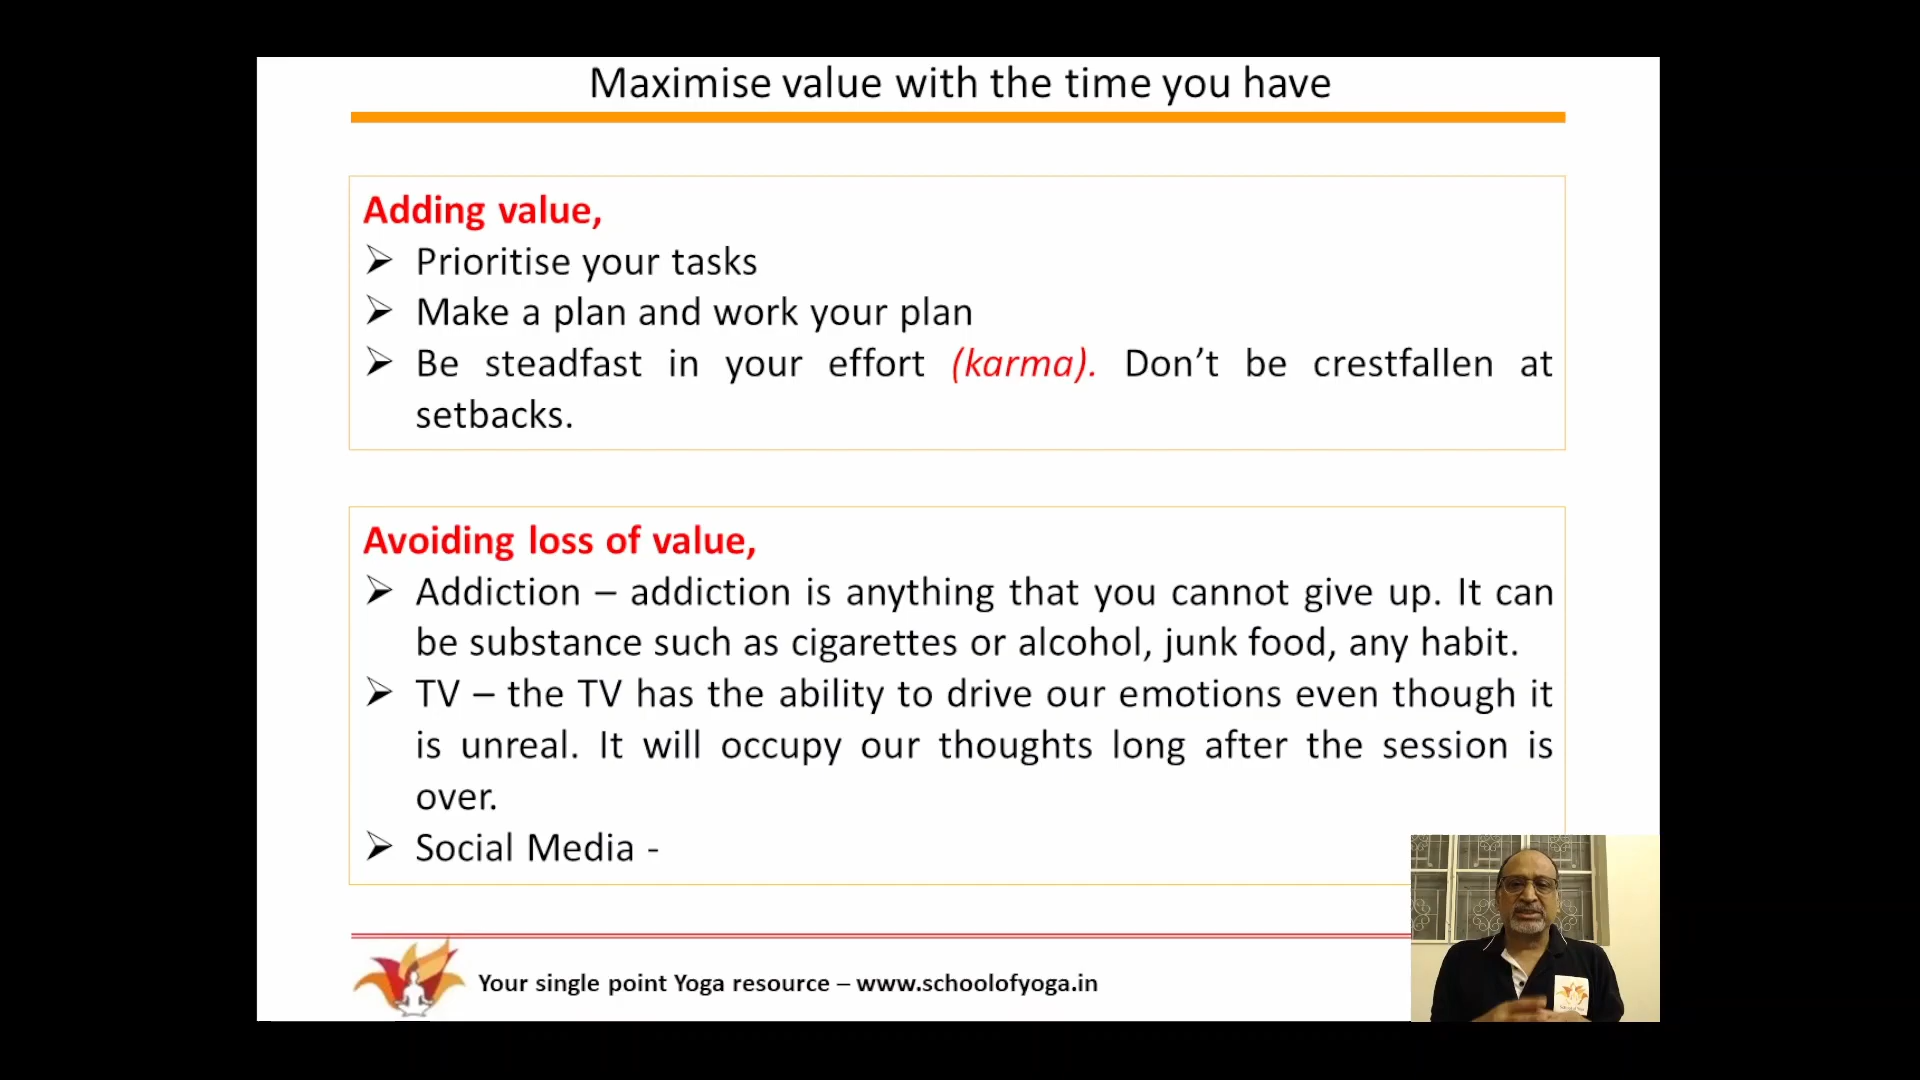 Maximise value with the time you have
Adding value,
➢ Prioritise your tasks
➢ Make a plan and work your plan
➢ Be steadfast in your effort (karma). Don’t be crestfallen at
setbacks.
Avoiding loss of value,
➢ Addiction – addiction is anything that you cannot give up. It can
be substance such as cigarettes or alcohol, junk food, any habit.
➢ TV – the TV has the ability to drive our emotions even though it
is unreal. It will occupy our thoughts long after the session is
over.
➢ Social Media -
Your single point Yoga resource – www.schoolofyoga.in